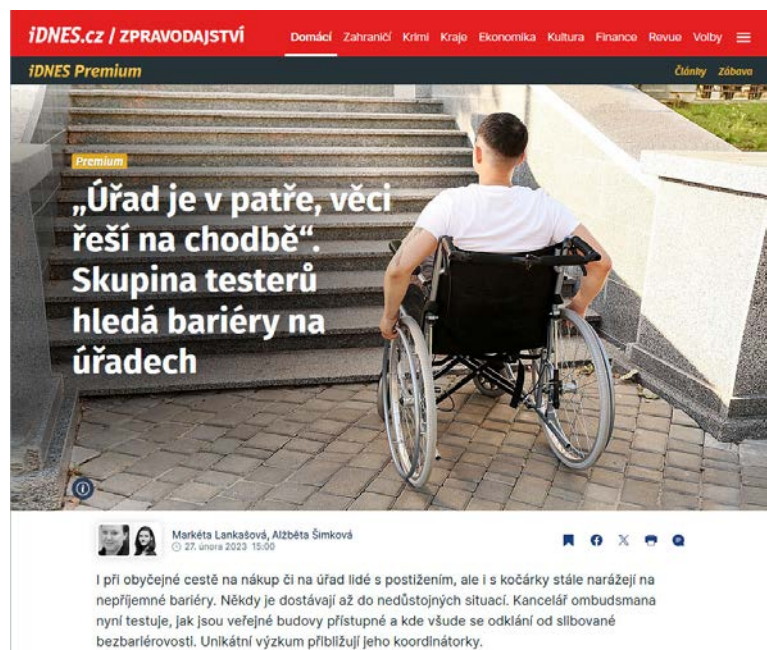 iDNES.cz / ZPRAVODAJSTVÍ
Domácí Zahraničí Krimi Kraje Ekonomika Kultura Finance Revue Volby
iDNES Premium
Články Zábava
Premium
„Úřad je v patře, věci
řeší na chodbě“.
Skupina testerů
hledá bariéry na
úřadech
Markéta Lankašová, Alžběta Šimková
27. února 2023 15:00
I při obyčejné cestě na nákup či na úřad lidé s postižením, ale i s kočárky stále narážejí na
nepříjemné bariéry. Někdy je dostávají až do nedůstojných situací. Kancelář ombudsmana
nyní testuje, jak jsou veřejné budovy přístupné a kde všude se odklání od slibované
bezbariérovosti. Unikátní výzkum přibližují jeho koordinátorky.